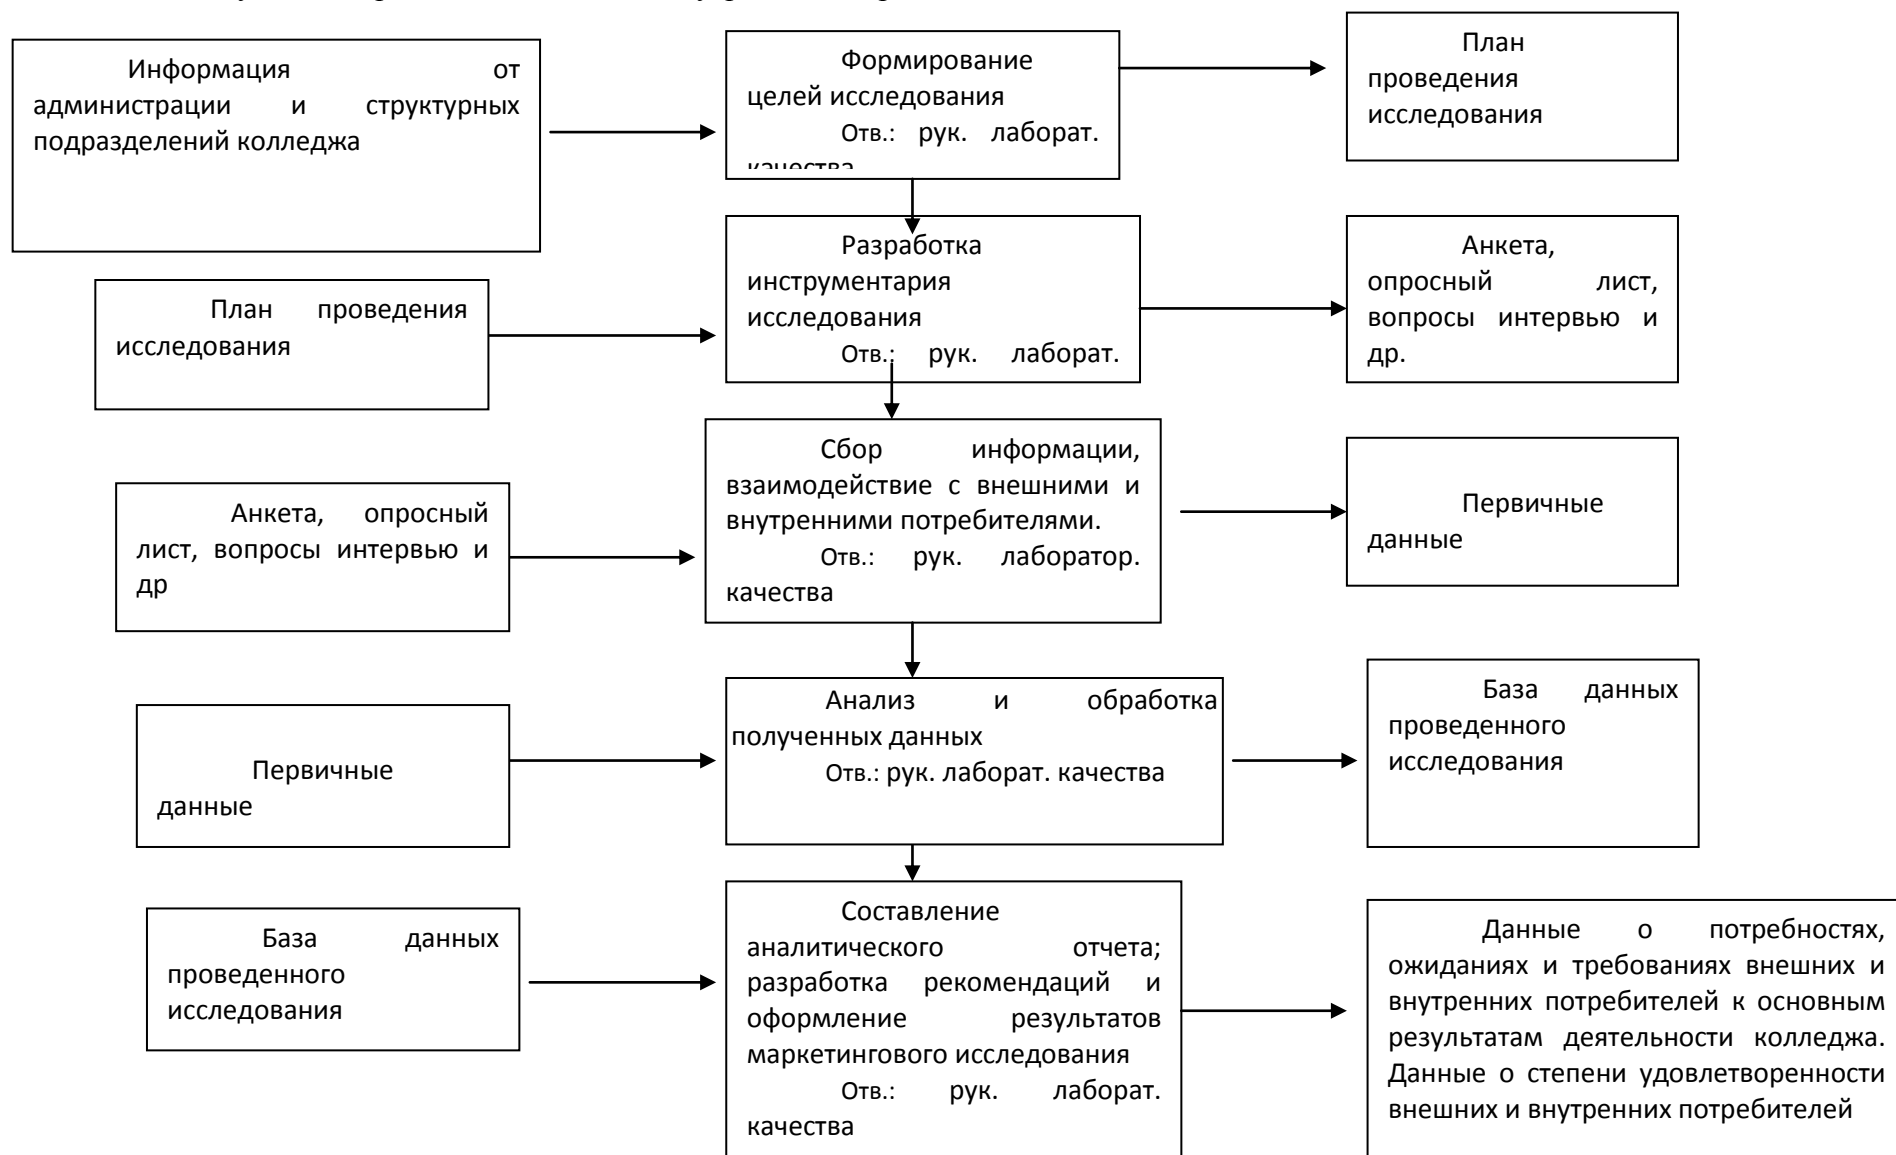 Информация от
администрации и структурных
подразделений колледжа
Формирование
целей исследования
Отв.: рук. лаборат.
качества
План
проведения
исследования
План проведения
исследования
Разработка
инструментария
исследования
Отв.: рук. лаборат.
Анкета,
опросный лист,
вопросы интервью и
др.
Анкета, опросный
лист, вопросы интервью и
др
Сбор информации,
взаимодействие с внешними и
внутренними потребителями.
Отв.: рук. лаборатор.
качества
Первичные
данные
Первичные
данные
Анализ и обработка
полученных данных
Отв.: рук. лаборат. качества
База данных
проведенного
исследования
База данных
проведенного
исследования
Составление
аналитического отчета;
разработка рекомендаций и
оформление результатов
маркетингового исследования
Отв.: рук. лаборат.
качества
Данные о потребностях,
ожиданиях и требованиях внешних и
внутренних потребителей к основным
результатам деятельности колледжа.
Данные о степени удовлетворенности
внешних и внутренних потребителей